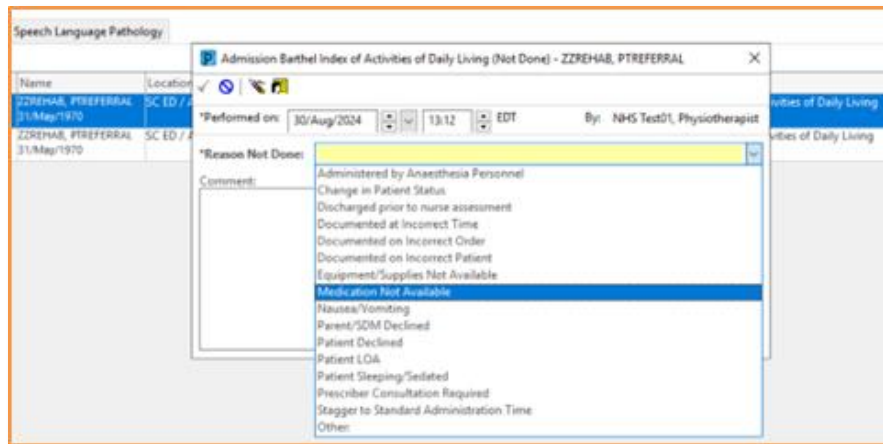 Speech Language Pathology
Admission Barthel Index of Activities of Daily Living (Not Done) - ZZREHAB, PTREFERRAL
Name Location
ZZREHAB, PTREFERRAL SC ED / A vities of Daily Living
31/May/1970
ZZREHAB, PTREFERRAL SC ED / A vities of Daily Living
31/May/1970
*Performed on: 30/Aug/2024 13:12 EDT By: NHS Test01, Physiotherapist
*Reason Not Done:
Comment:
Administered by Anaesthesia Personnel
Change in Patient Status
Discharged prior to nurse assessment
Documented at Incorrect Time
Documented on Incorrect Order
Documented on Incorrect Patient
Equipment/Supplies Not Available
Medication Not Available
Nausea/Vomiting
Parent/SDM Declined
Patient Declined
Patient LOA
Patient Sleeping/Sedated
Prescriber Consultation Required
Stagger to Standard Administration Time
Other: